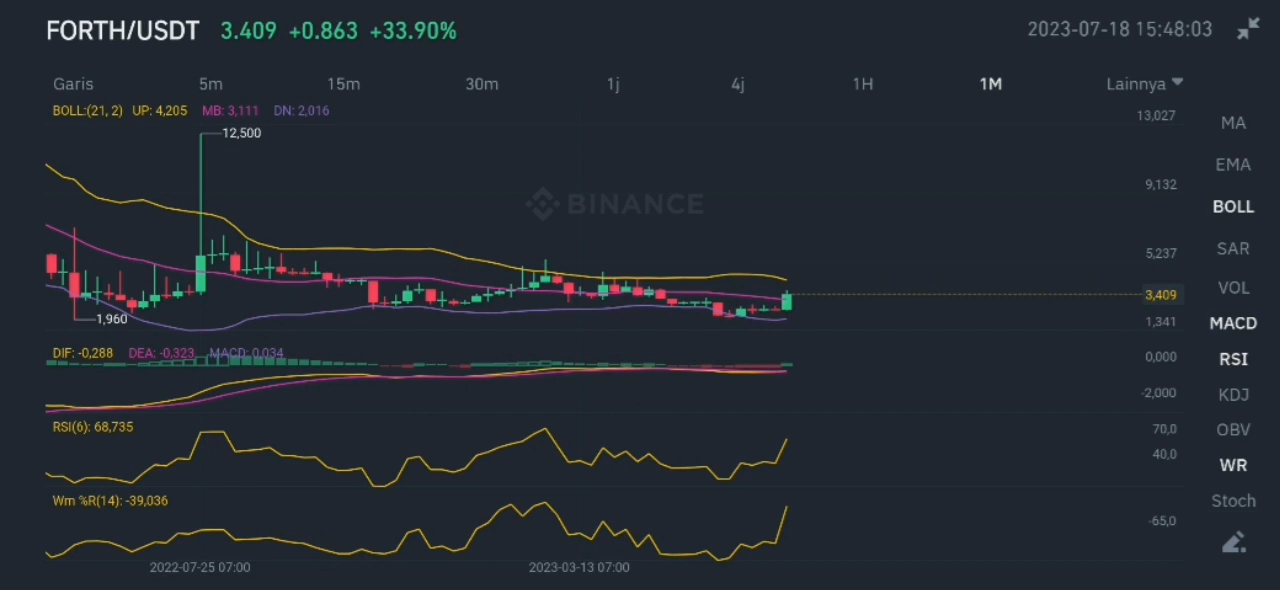 FORTH/USDT 3.409 +0.863 +33.90% 2023-07-18 15:48:03
Garis 5m 15m 30m 1j 4j 1H 1M Lainnya
BOLL:(21, 2) UP: 4,205 MB: 3,111 DN: 2,016
13,027
12,500
9,132
BINANCE
5,237
3,409
1,960
1,341
DIF: -0,288 DEA: -0,323 MACD: 0,034
0,000
-2,000
RSI(6): 68,735
70,0
40,0
Wm %R(14): -39,036
-65,0
2022-07-25 07:00 2023-03-13 07:00
MA
EMA
BOLL
SAR
VOL
MACD
RSI
KDJ
OBV
WR
Stoch